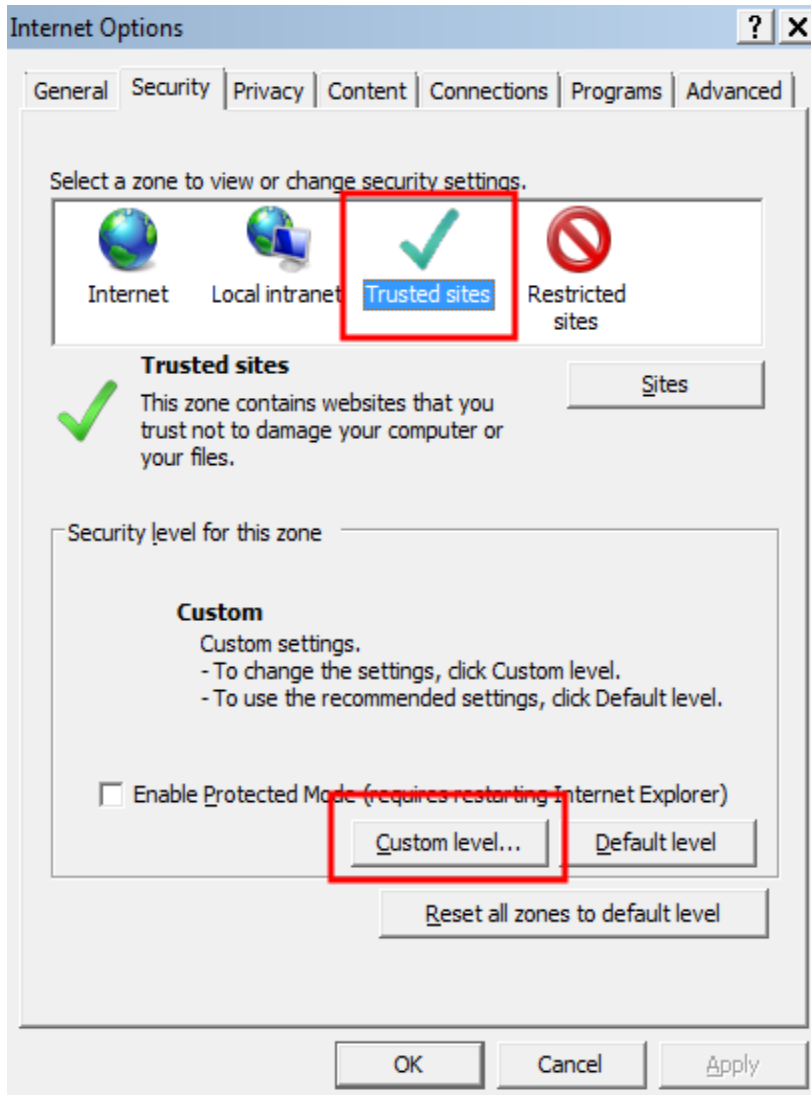 Internet Options
General Security Privacy Content Connections Programs Advanced
Select a zone to view or change security settings.
Internet Local intranet Trusted sites Restricted sites
Trusted sites
Sites
This zone contains websites that you
trust not to damage your computer or
your files.
Security level for this zone
Custom
Custom settings.
- To change the settings, click Custom level.
- To use the recommended settings, click Default level.
Enable Protected Mode (requires restarting Internet Explorer)
Custom level... Default level
Reset all zones to default level
OK Cancel Apply